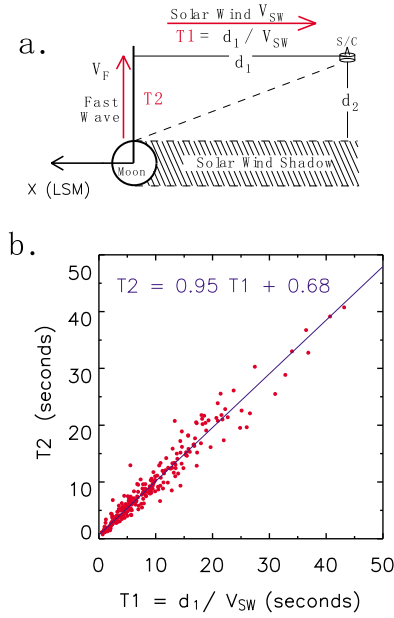 a.
Solar Wind V_SW
T1 = d_1 / V_SW
S/C
d_1
V_F
T2
Fast
Wave
d_2
Solar Wind Shadow
Moon
X (LSM)
b.
T2 = 0.95 T1 + 0.68
50
40
30
20
10
0
T2 (seconds)
0 10 20 30 40 50
T1 = d_1 / V_SW (seconds)